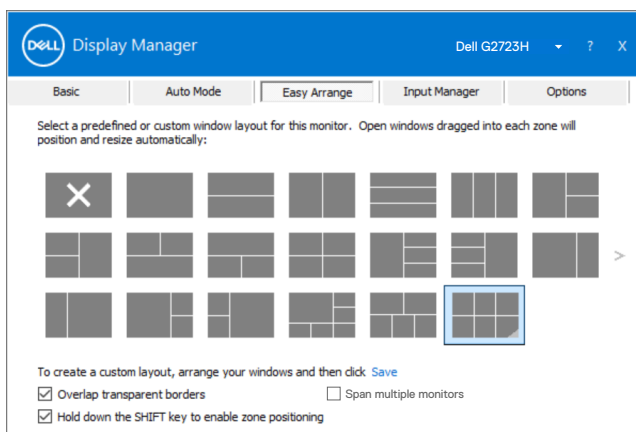 DELL Display Manager Dell G2723H ? X
Basic Auto Mode Easy Arrange Input Manager Options
Select a predefined or custom window layout for this monitor. Open windows dragged into each zone will
position and resize automatically:
>
To create a custom layout, arrange your windows and then click Save
Overlap transparent borders Span multiple monitors
Hold down the SHIFT key to enable zone positioning